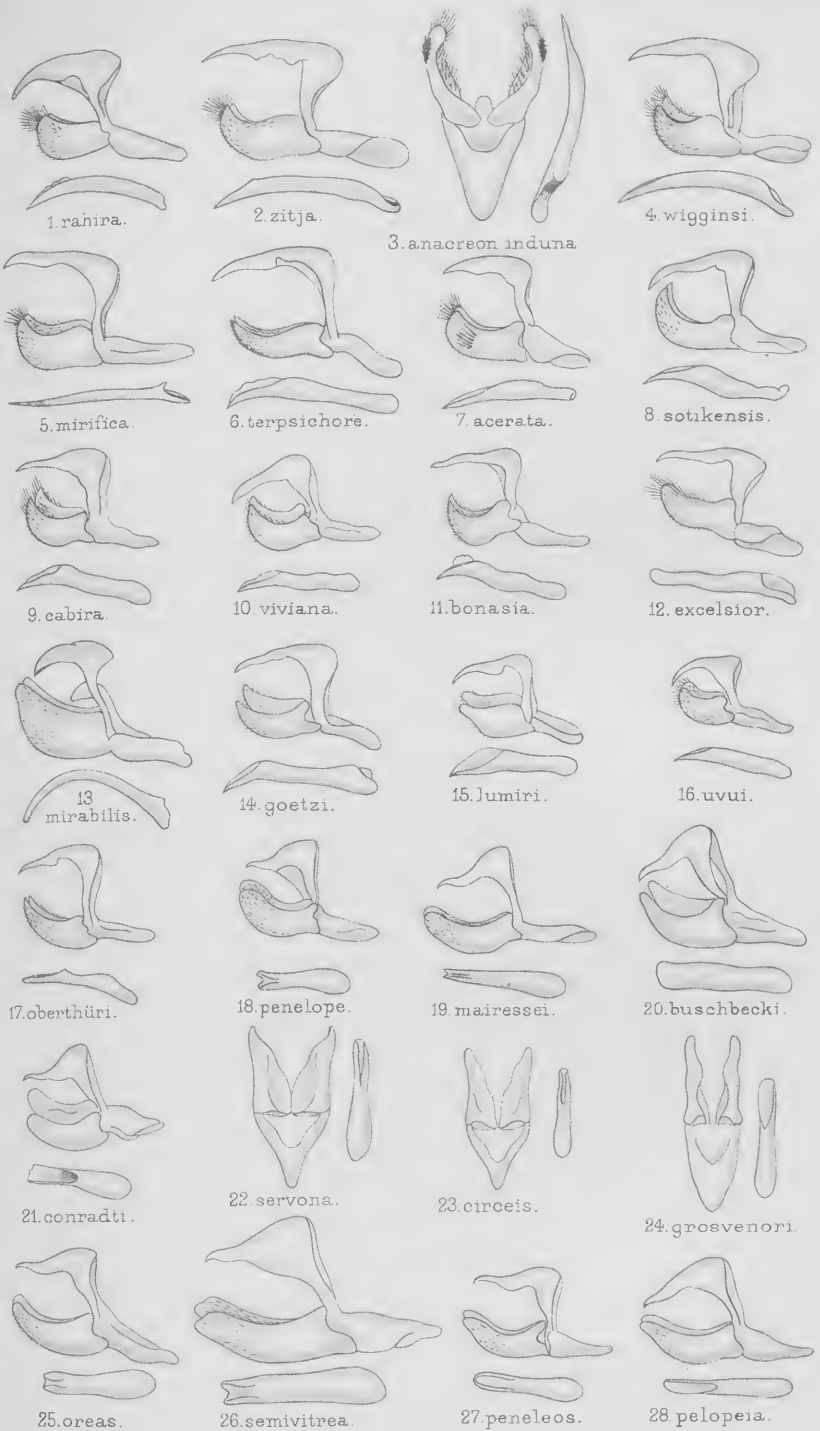 1. rahira.
2. zitja.
3. anacreon induna
4. wigginsi.
5. mirifica.
6. terpsichore.
7. acerata.
8. sotikensis.
9. cabira.
10. viviana.
11. bonasia.
12. excelsior.
13
mirabilis.
14. goetzi.
15. lumiri.
16. uvui.
17. oberthüri.
18. penelope.
19. mairessei.
20. buschbecki.
21. conradti.
22. servona.
23. circeis.
24. grosvenori.
25. oreas.
26. semivitrea.
27. peneleos.
28. pelopeia.